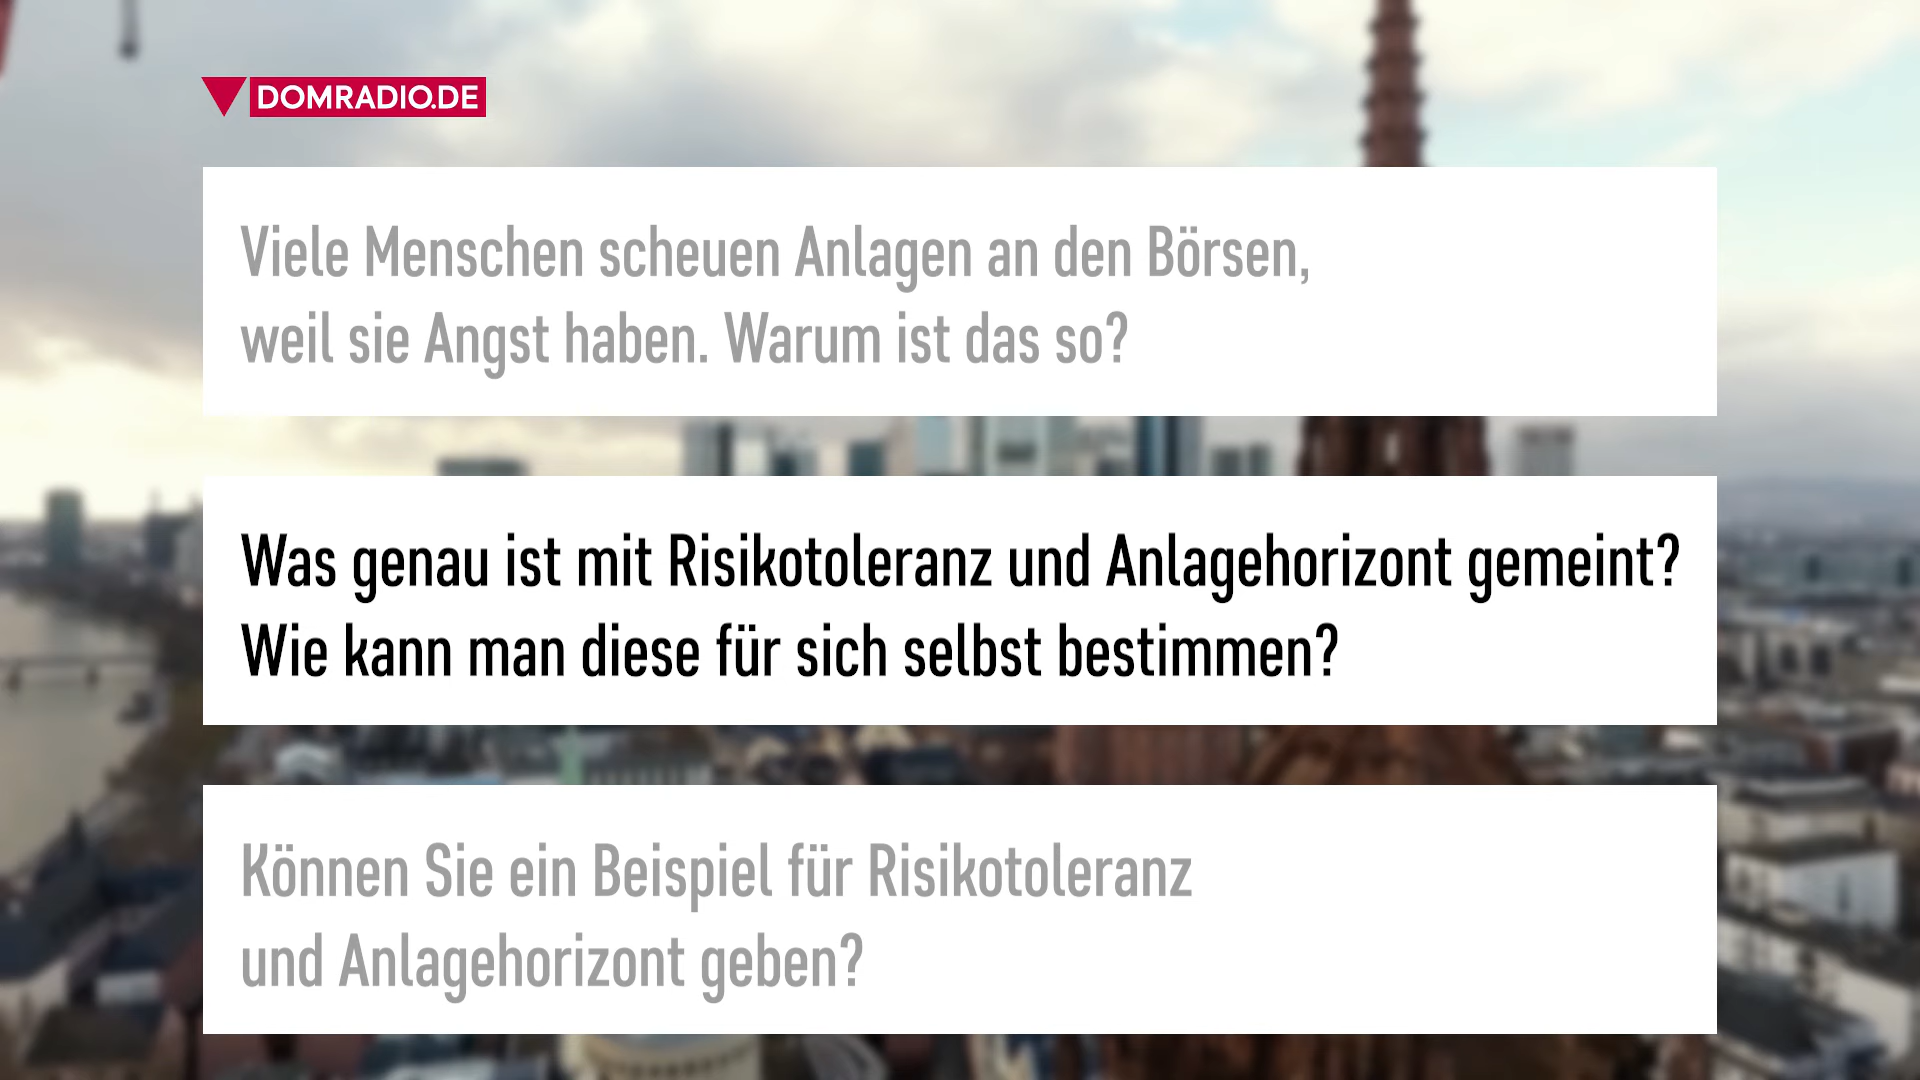 DOMRADIO.DE
Viele Menschen scheuen Anlagen an den Börsen,
weil sie Angst haben. Warum ist das so?
Was genau ist mit Risikotoleranz und Anlagehorizont gemeint?
Wie kann man diese für sich selbst bestimmen?
Können Sie ein Beispiel für Risikotoleranz
und Anlagehorizont geben?